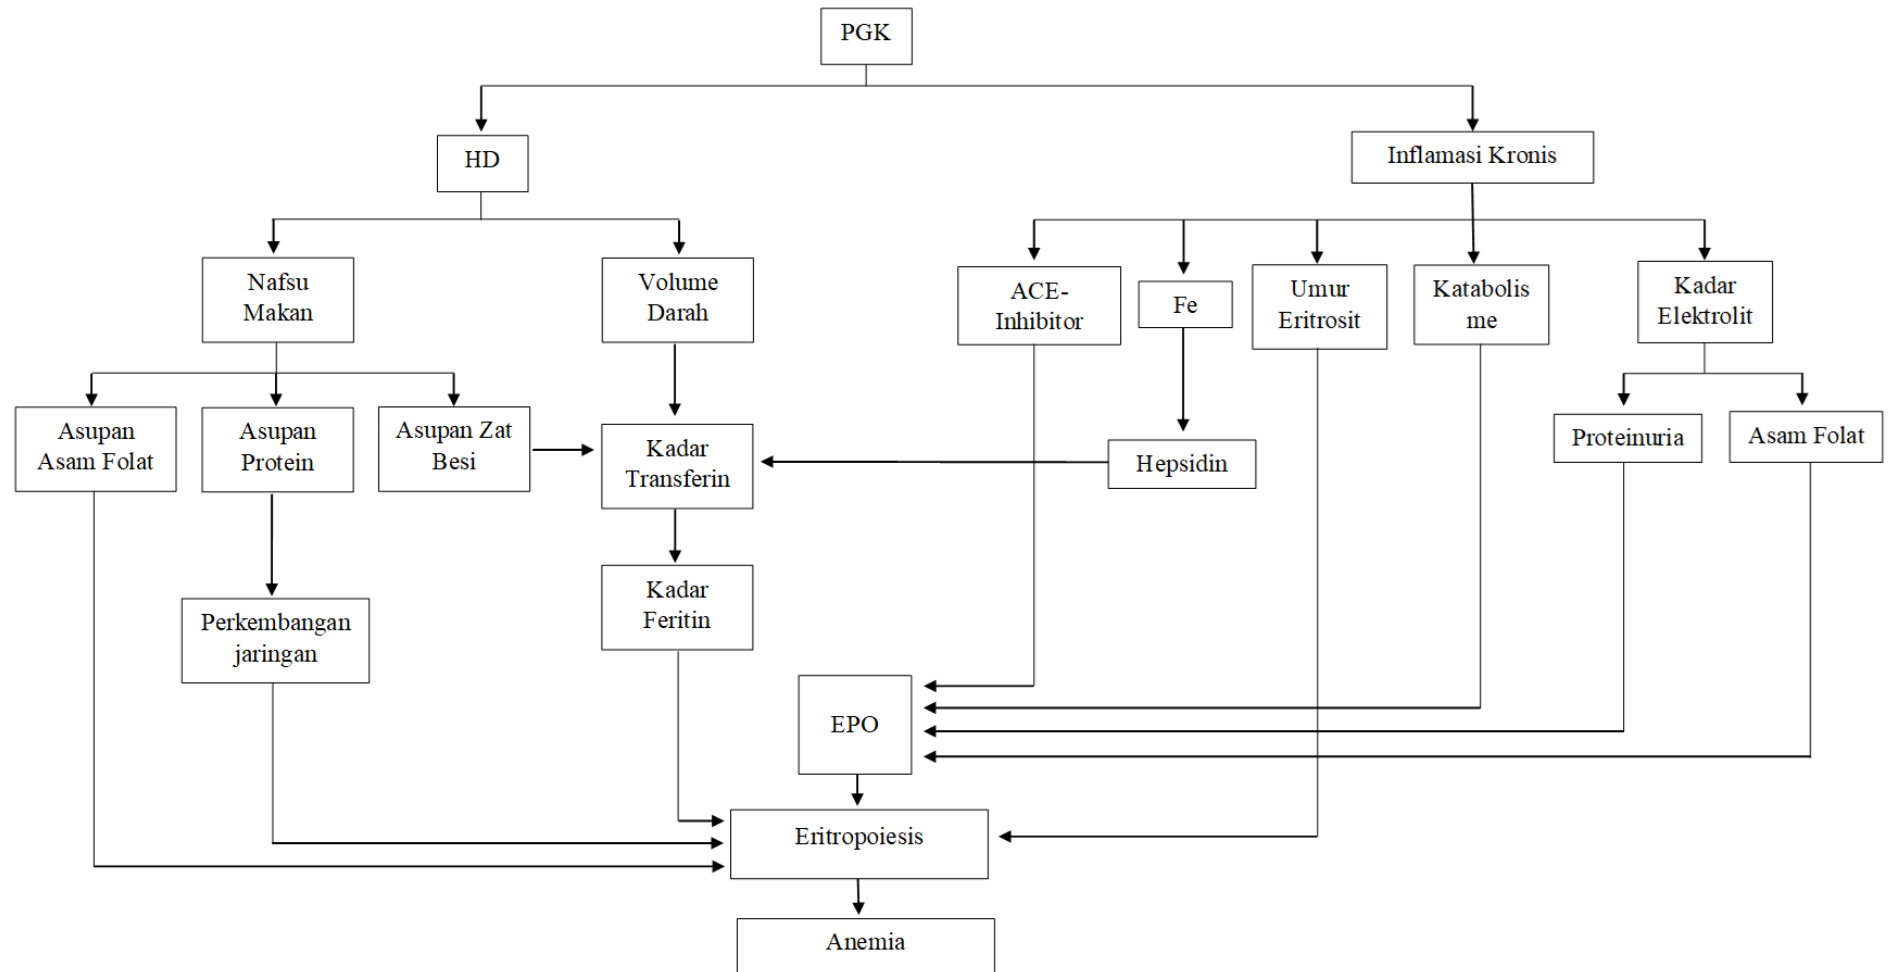 PGK
HD
Inflamasi Kronis
Nafsu
Makan
Volume
Darah
ACE-
Inhibitor
Fe
Umur
Eritrosit
Katabolis
me
Kadar
Elektrolit
Asupan
Asam Folat
Asupan
Protein
Asupan Zat
Besi
Kadar
Transferin
Hepsidin
Proteinuria
Asam Folat
Perkembangan
jaringan
Kadar
Feritin
EPO
Eritropoiesis
Anemia